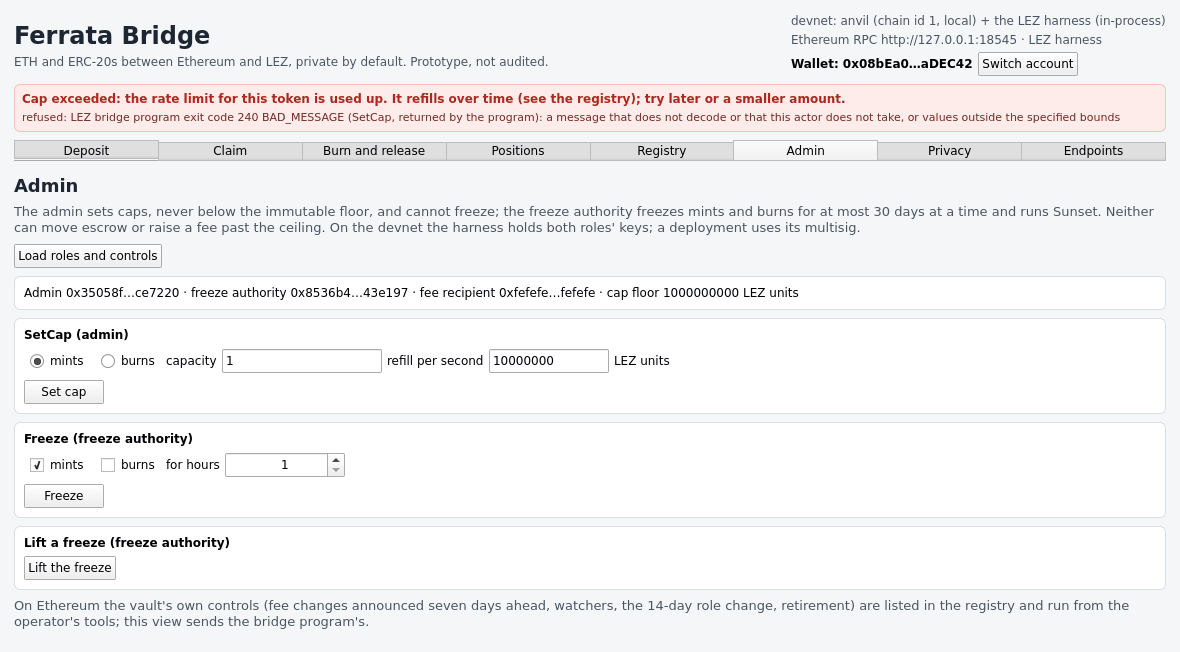 Ferrata Bridge
ETH and ERC-20s between Ethereum and LEZ, private by default. Prototype, not audited.
devnet: anvil (chain id 1, local) + the LEZ harness (in-process)
Ethereum RPC http://127.0.0.1:18545 · LEZ harness
Wallet: 0x08bEa0…aDEC42 Switch account
Cap exceeded: the rate limit for this token is used up. It refills over time (see the registry); try later or a smaller amount.
refused: LEZ bridge program exit code 240 BAD_MESSAGE (SetCap, returned by the program): a message that does not decode or that this actor does not take, or values outside the specified bounds
Deposit Claim Burn and release Positions Registry Admin Privacy Endpoints
Admin
The admin sets caps, never below the immutable floor, and cannot freeze; the freeze authority freezes mints and burns for at most 30 days at a time and runs Sunset. Neither
can move escrow or raise a fee past the ceiling. On the devnet the harness holds both roles' keys; a deployment uses its multisig.
Load roles and controls
Admin 0x35058f…ce7220 · freeze authority 0x8536b4…43e197 · fee recipient 0xfefefe…fefefe · cap floor 1000000000 LEZ units
SetCap (admin)
mints burns capacity 1 refill per second 10000000 LEZ units
Set cap
Freeze (freeze authority)
mints burns for hours 1
Freeze
Lift a freeze (freeze authority)
Lift the freeze
On Ethereum the vault's own controls (fee changes announced seven days ahead, watchers, the 14-day role change, retirement) are listed in the registry and run from the
operator's tools; this view sends the bridge program's.